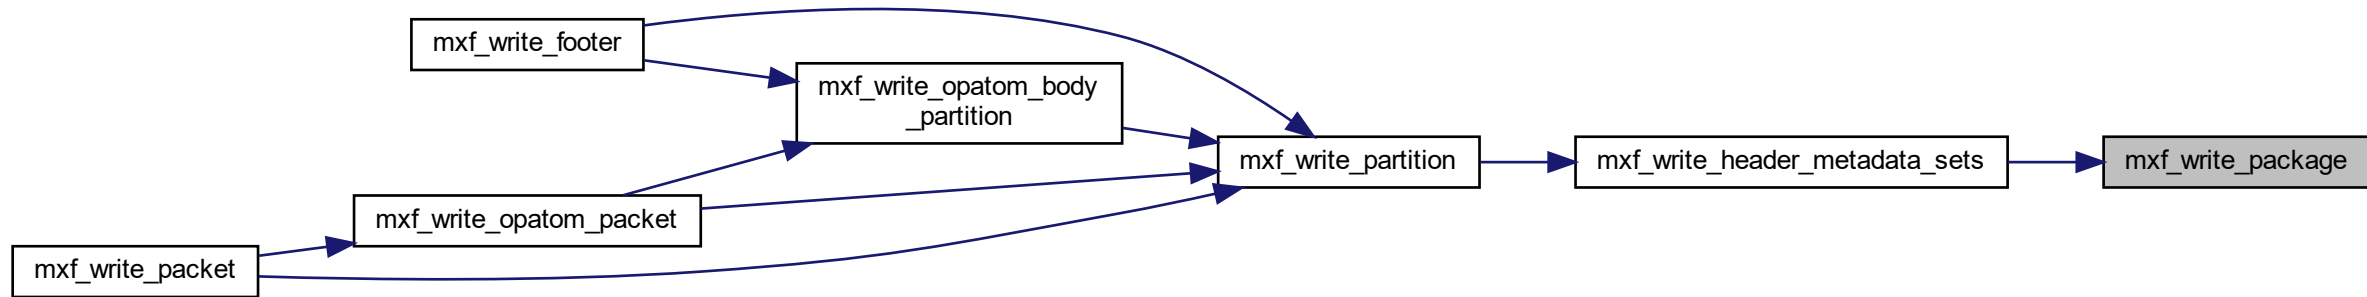 mxf_write_footer
mxf_write_opatom_body
_partition
mxf_write_partition
mxf_write_header_metadata_sets
mxf_write_package
mxf_write_opatom_packet
mxf_write_packet